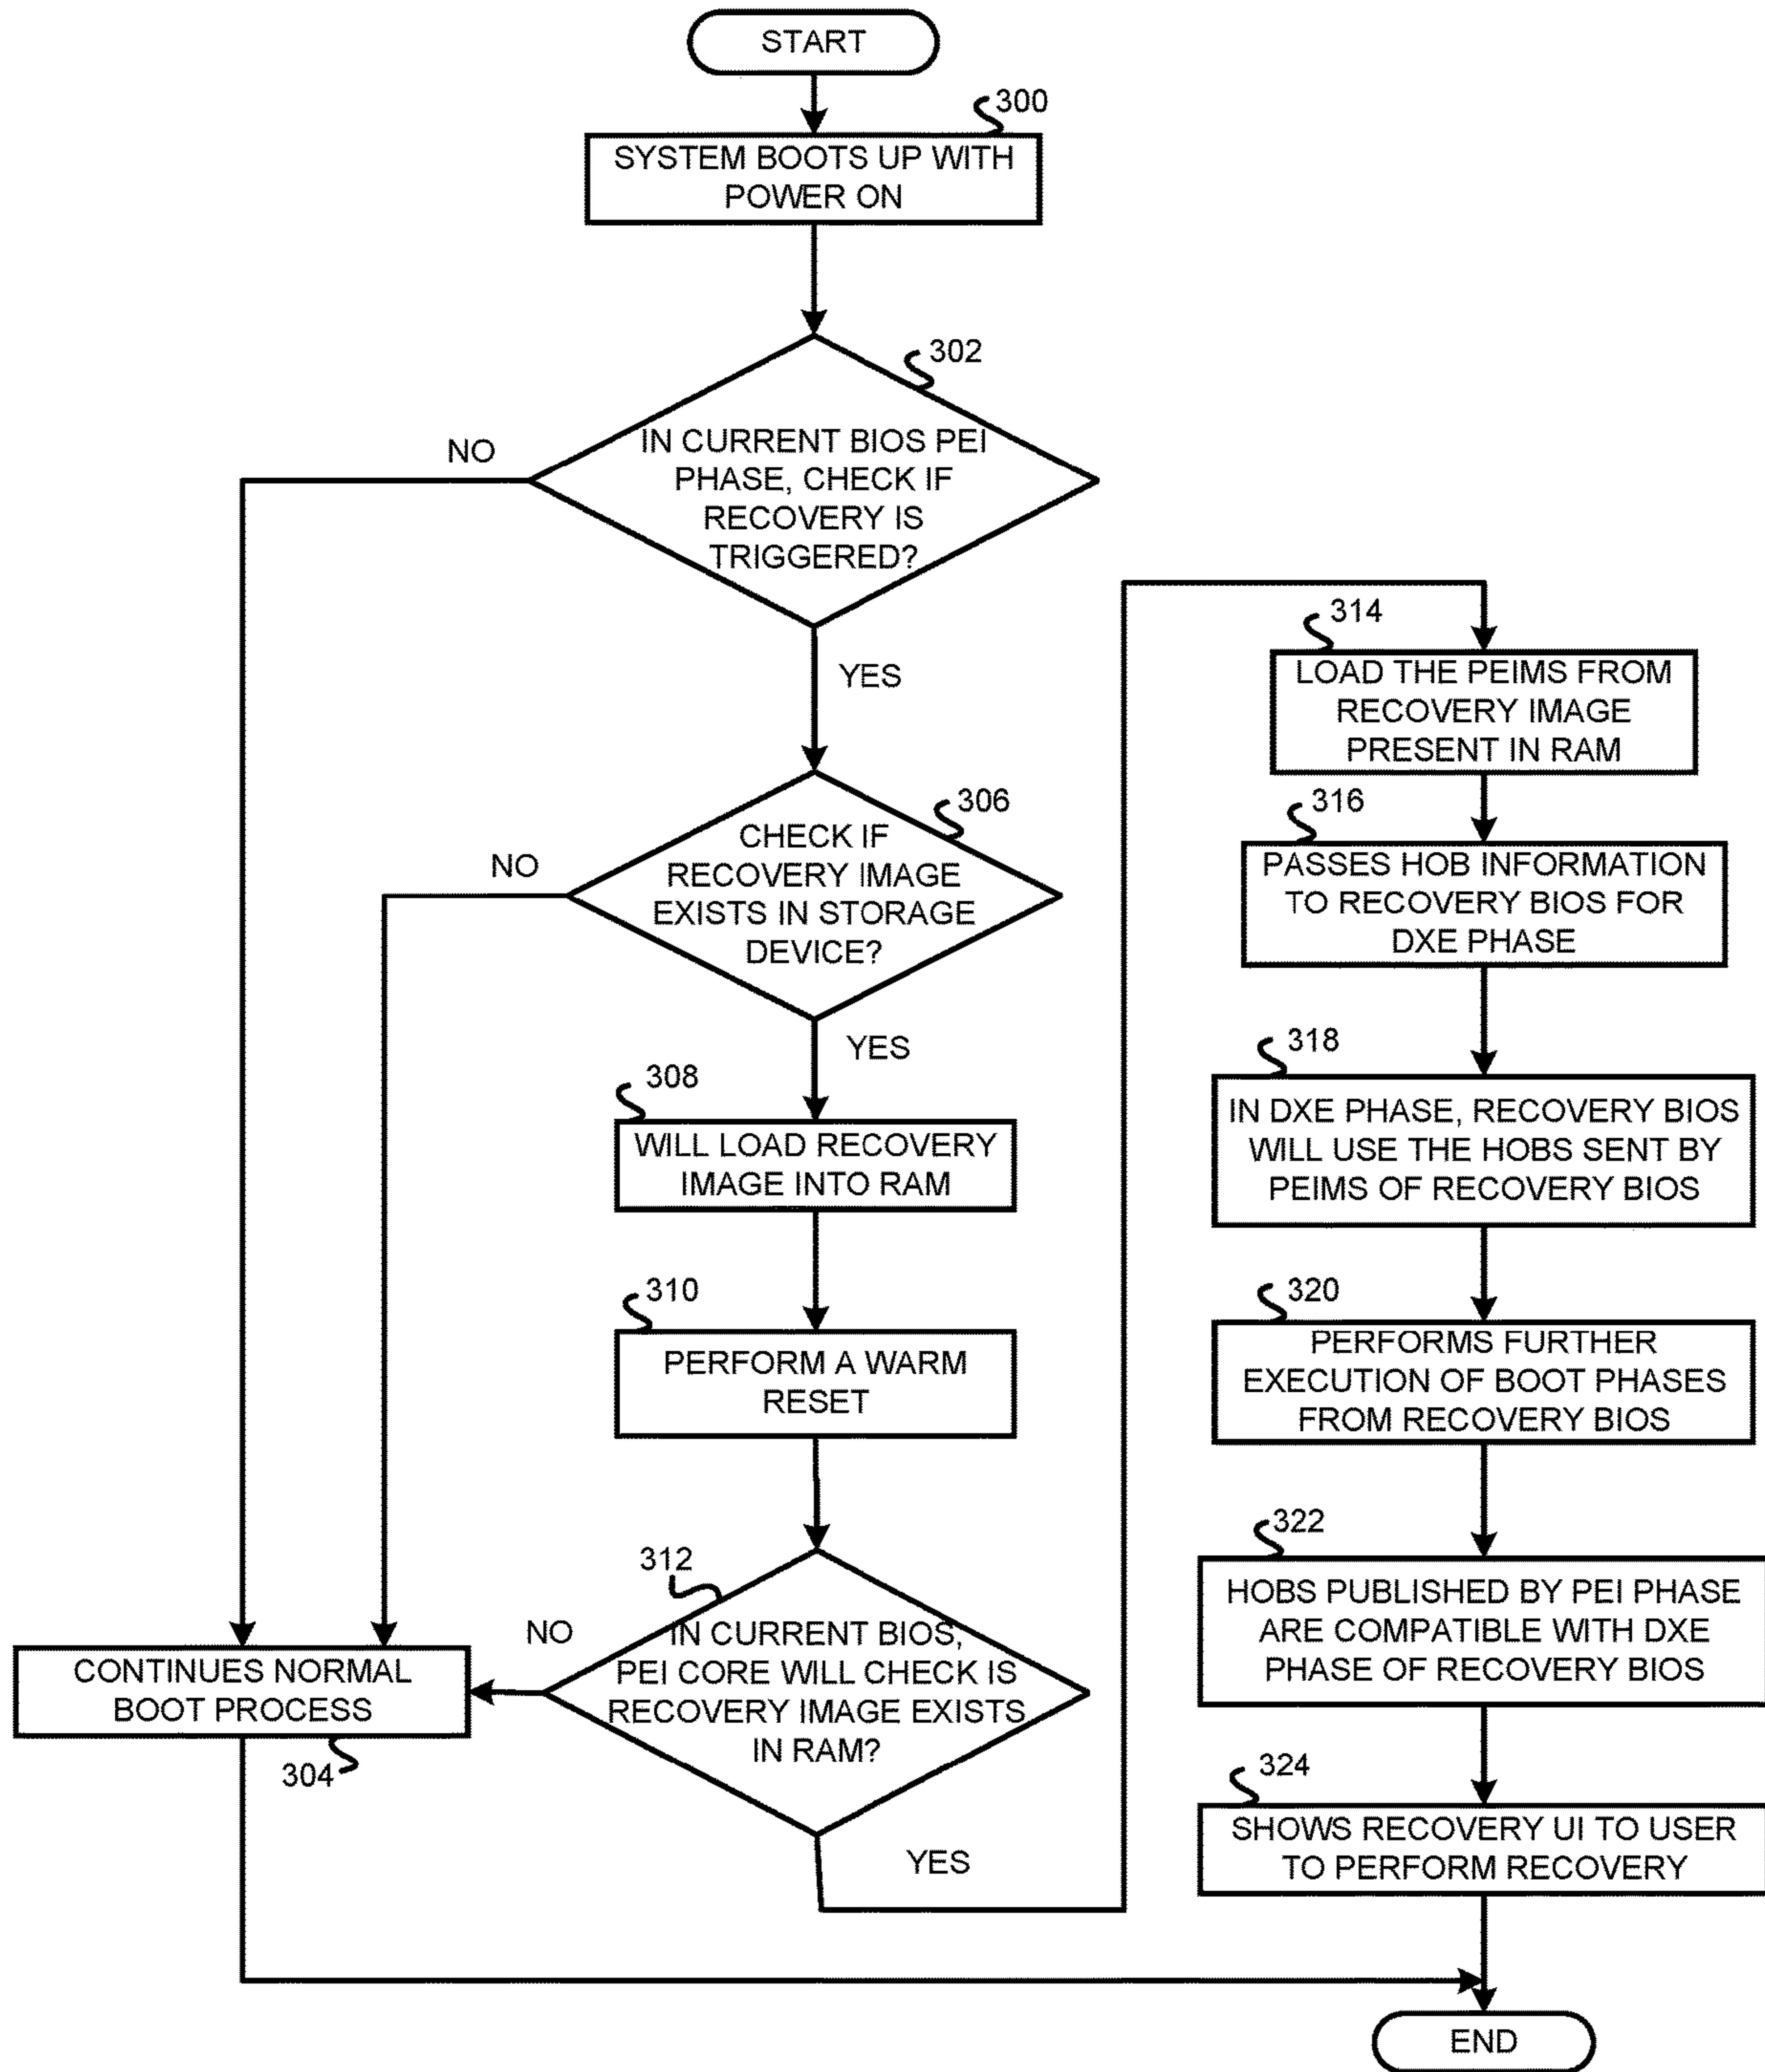 START
300
SYSTEM BOOTS UP WITH
POWER ON
302
IN CURRENT BIOS PEI
PHASE, CHECK IF
RECOVERY IS
TRIGGERED?
NO
YES
306
CHECK IF
RECOVERY IMAGE
EXISTS IN STORAGE
DEVICE?
NO
YES
308
WILL LOAD RECOVERY
IMAGE INTO RAM
310
PERFORM A WARM
RESET
312
IN CURRENT BIOS,
PEI CORE WILL CHECK IS
RECOVERY IMAGE EXISTS
IN RAM?
NO
YES
CONTINUES NORMAL
BOOT PROCESS
304
314
LOAD THE PEIMS FROM
RECOVERY IMAGE
PRESENT IN RAM
316
PASSES HOB INFORMATION
TO RECOVERY BIOS FOR
DXE PHASE
318
IN DXE PHASE, RECOVERY BIOS
WILL USE THE HOBS SENT BY
PEIMS OF RECOVERY BIOS
320
PERFORMS FURTHER
EXECUTION OF BOOT PHASES
FROM RECOVERY BIOS
322
HOBS PUBLISHED BY PEI PHASE
ARE COMPATIBLE WITH DXE
PHASE OF RECOVERY BIOS
324
SHOWS RECOVERY UI TO USER
TO PERFORM RECOVERY
END